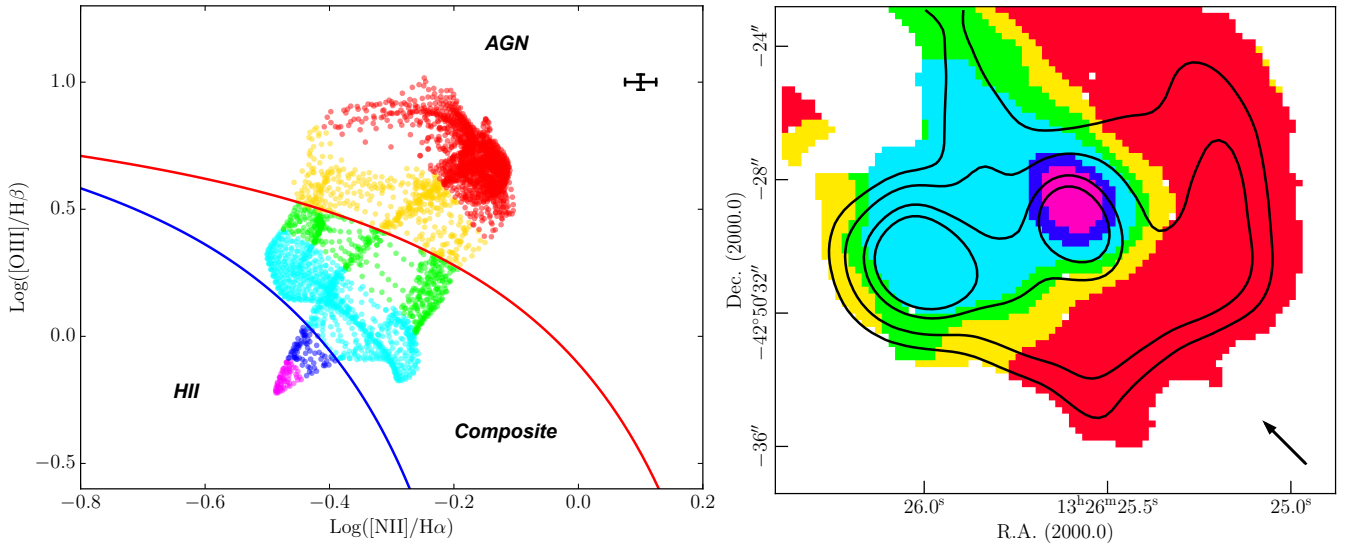 AGN
HII
Composite
1.0
0.5
0.0
−0.5
−0.8
−0.6
−0.4
−0.2
0.0
0.2
Log([OIII]/Hβ)
Log([NII]/Hα)
−24″
−28″
−42°50′32″
−36″
Dec. (2000.0)
26.0ˢ
13ʰ26ᵐ25.5ˢ
25.0ˢ
R.A. (2000.0)